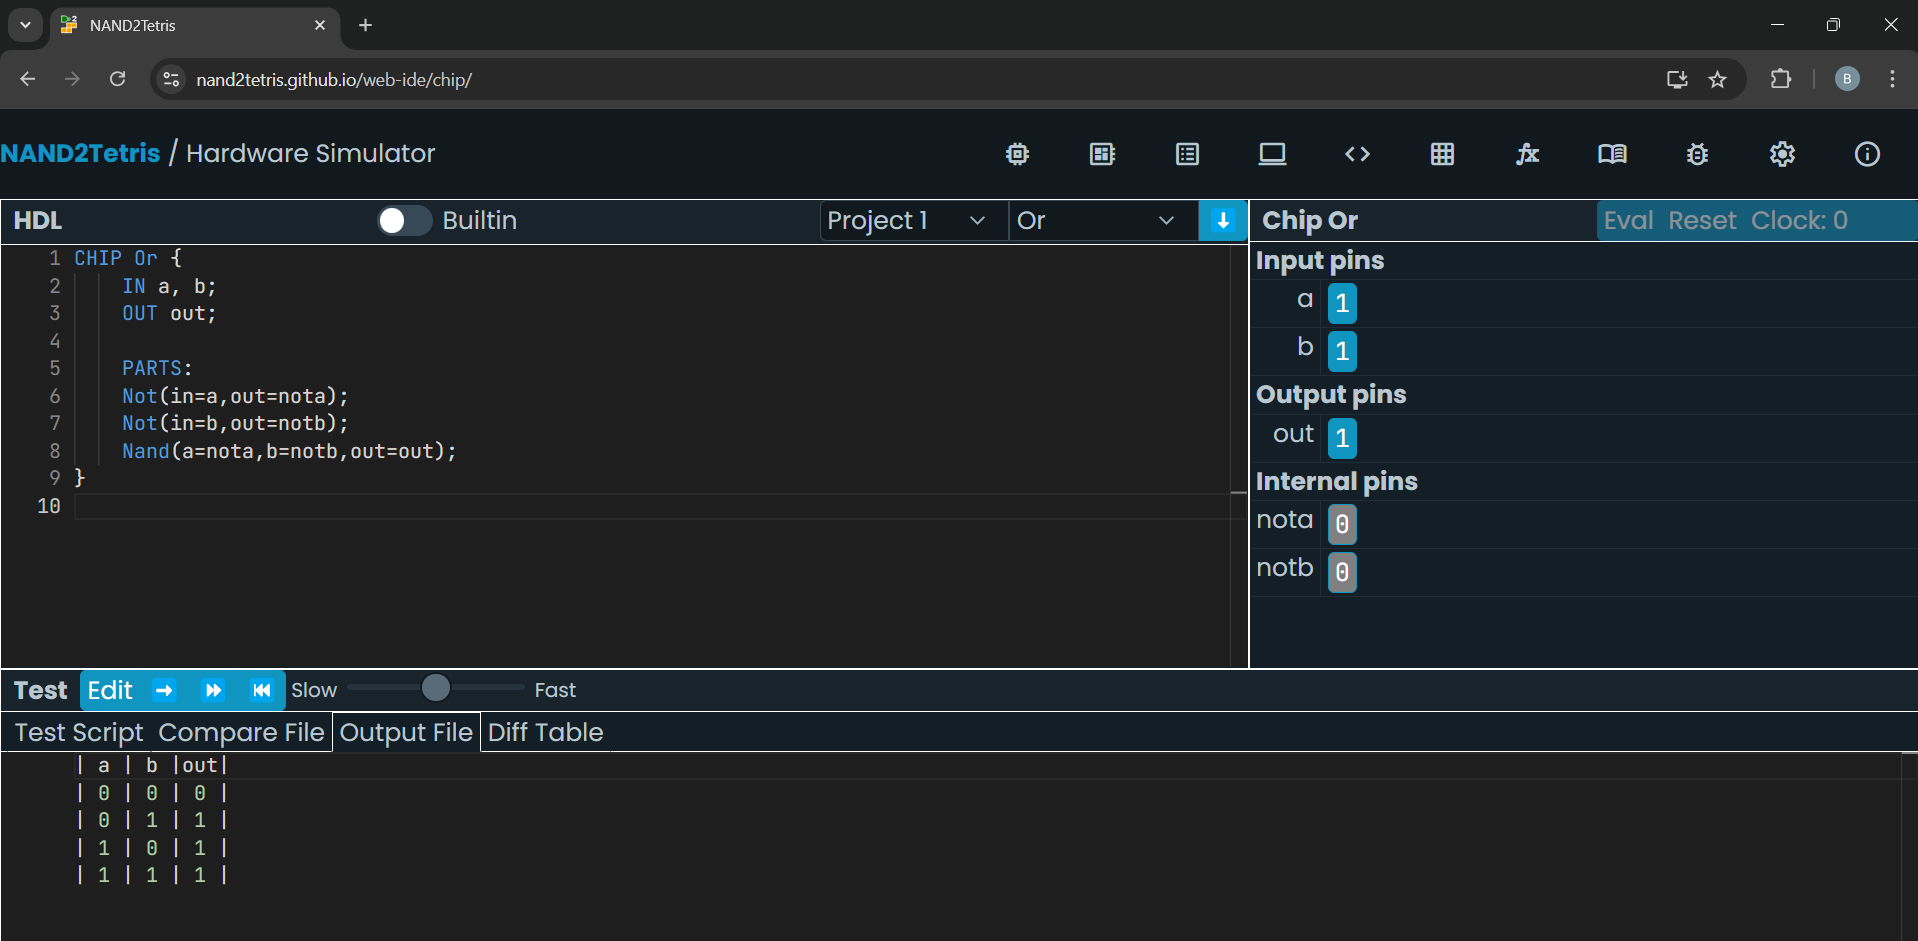 NAND2Tetris
nand2tetris.github.io/web-ide/chip/
B
NAND2Tetris / Hardware Simulator
HDL Builtin Project 1 Or
1 CHIP Or {
2 IN a, b;
3 OUT out;
4
5 PARTS:
6 Not(in=a,out=nota);
7 Not(in=b,out=notb);
8 Nand(a=nota,b=notb,out=out);
9 }
10
Chip Or Eval Reset Clock: 0
Input pins
a 1
b 1
Output pins
out 1
Internal pins
nota 0
notb 0
Test Edit Slow Fast
Test Script Compare File Output File Diff Table
| a | b |out|
| 0 | 0 | 0 |
| 0 | 1 | 1 |
| 1 | 0 | 1 |
| 1 | 1 | 1 |